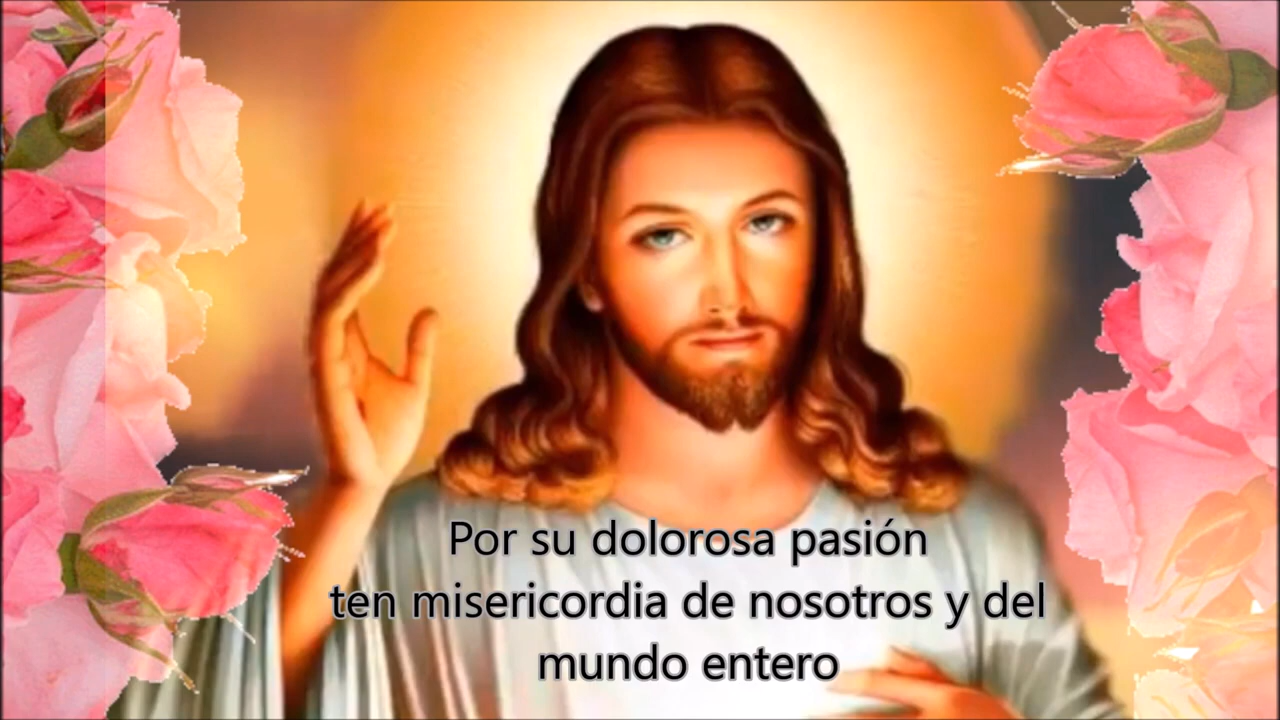 Por su dolorosa pasión
ten misericordia de nosotros y del
mundo entero